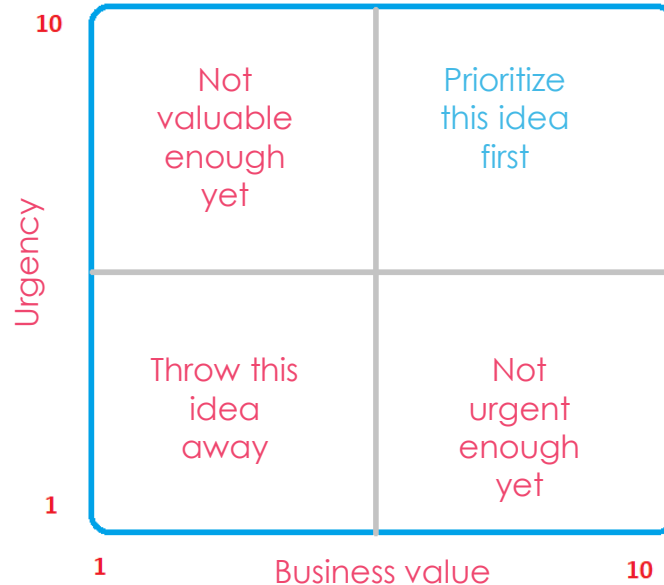 10
Not
valuable
enough
yet
Prioritize
this idea
first
Urgency
Throw this
idea
away
Not
urgent
enough
yet
1
1
Business value
10